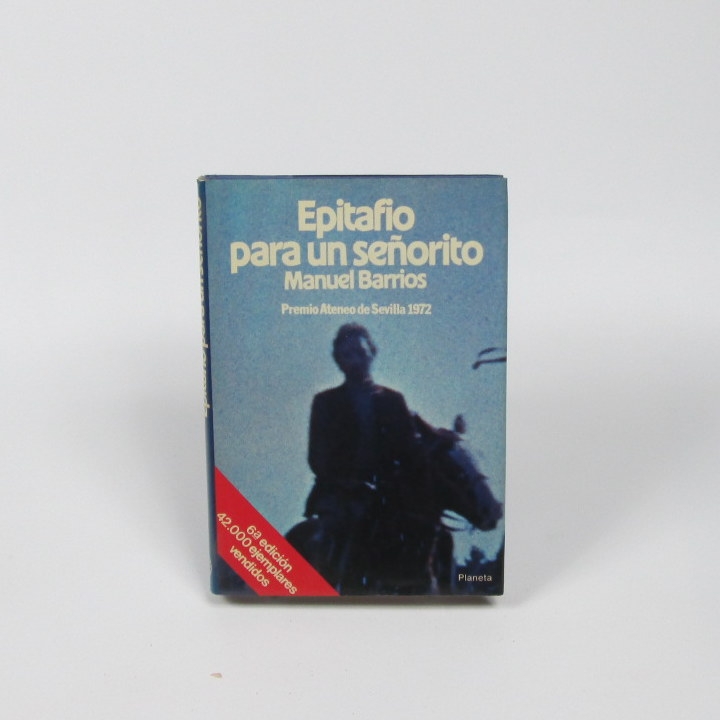 Epitafio
para un señorito
Manuel Barrios
Premio Ateneo de Sevilla 1972
6ª edición
42.000 ejemplares
vendidos
Planeta